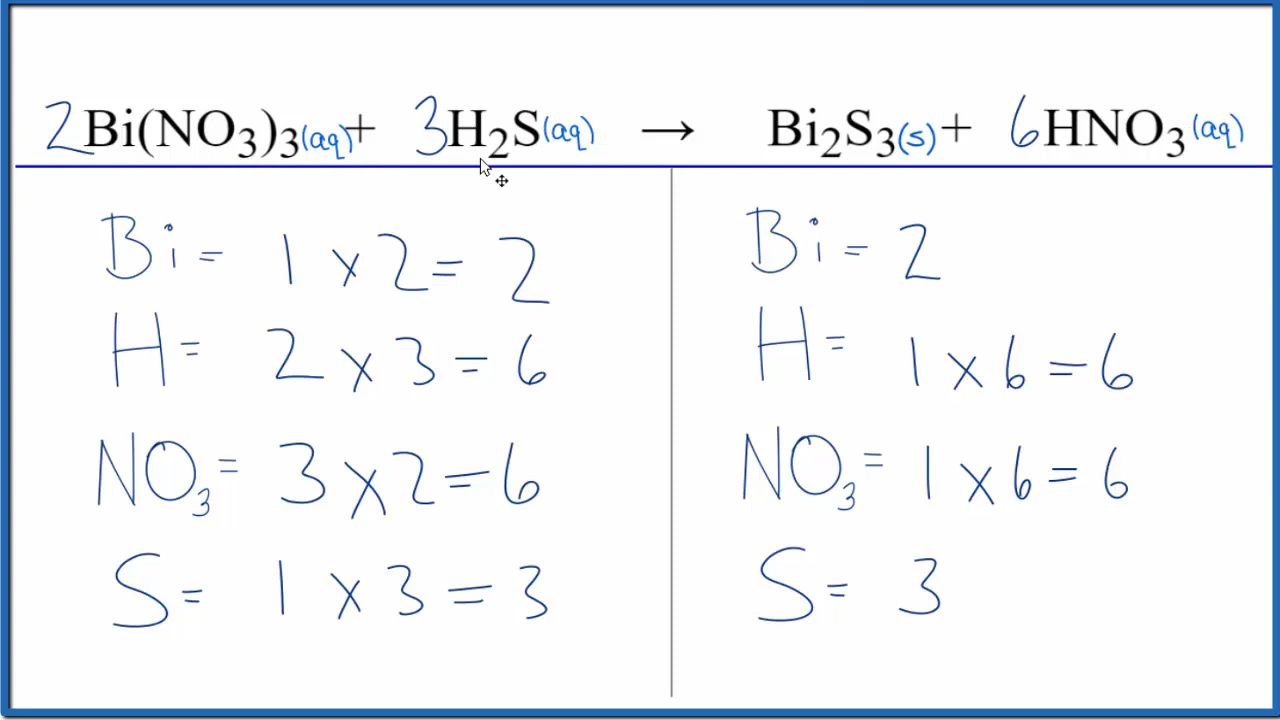 2Bi(NO₃)₃(aq) + 3H₂S(aq) → Bi₂S₃(s) + 6HNO₃(aq)
Bi = 1 x 2 = 2
H = 2 x 3 = 6
NO₃ = 3 x 2 = 6
S = 1 x 3 = 3
Bi = 2
H = 1 x 6 = 6
NO₃ = 1 x 6 = 6
S = 3